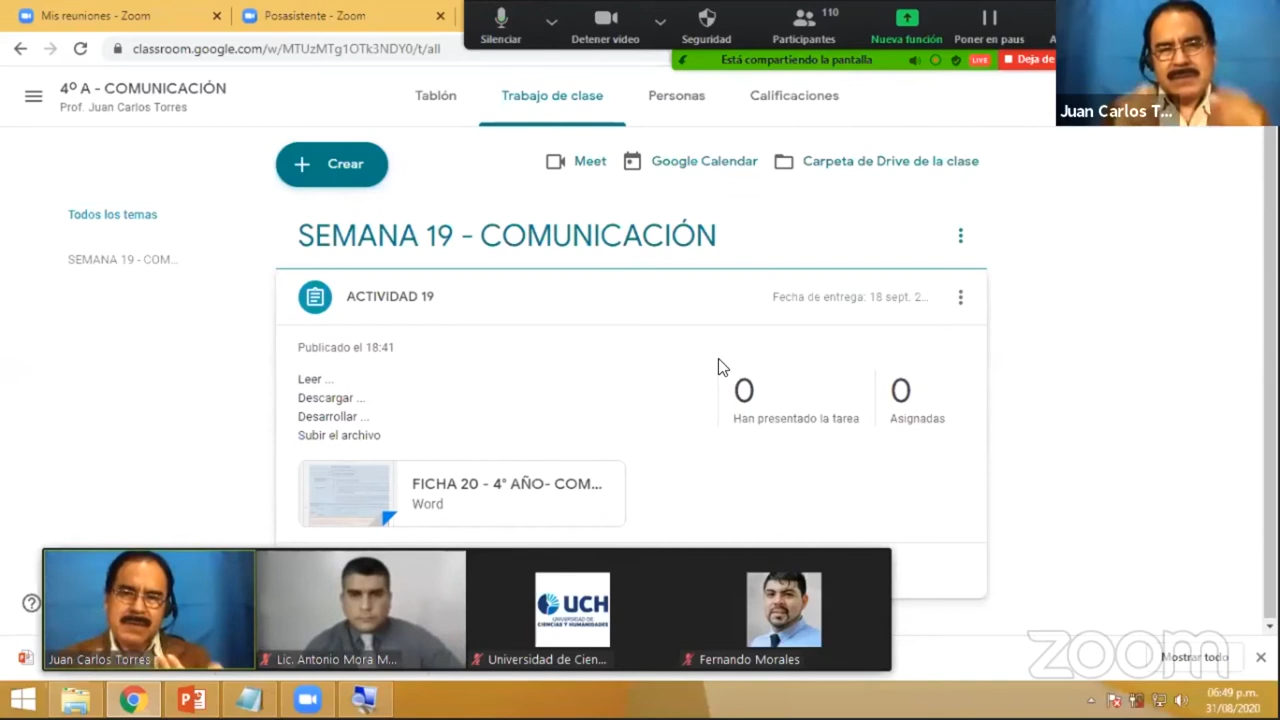 Mis reuniones - Zoom
Posasistente - Zoom
classroom.google.com/w/MTUzMTg1OTk3NDY0/t/all
Silenciar
Detener video
Seguridad
Participantes
110
Nueva función
Poner en paus
Está compartiendo la pantalla
LIVE
Deja de
Juan Carlos T...
4º A - COMUNICACIÓN
Prof. Juan Carlos Torres
Tablón
Trabajo de clase
Personas
Calificaciones
Crear
Meet
Google Calendar
Carpeta de Drive de la clase
Todos los temas
SEMANA 19 - COM...
SEMANA 19 - COMUNICACIÓN
ACTIVIDAD 19
Fecha de entrega: 18 sept. 2...
Publicado el 18:41
Leer ...
Descargar ...
Desarrollar ...
Subir el archivo
0
Han presentado la tarea
0
Asignadas
FICHA 20 - 4° AÑO- COM...
Word
UCH
UNIVERSIDAD DE
CIENCIAS Y HUMANIDADES
Juan Carlos Torres
Lic. Antonio Mora M...
Universidad de Cien...
Fernando Morales
zoom
Mostrar todo
06:49 p.m.
31/08/2020